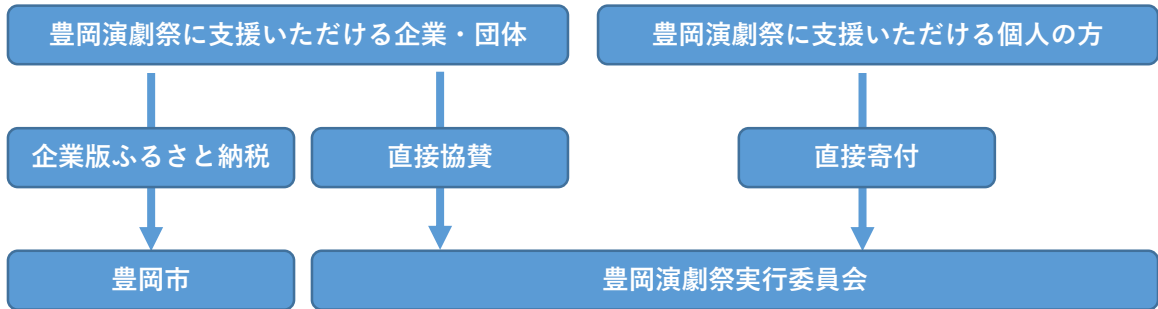 豊岡演劇祭に支援いただける企業・団体
豊岡演劇祭に支援いただける個人の方
企業版ふるさと納税
直接協賛
直接寄付
豊岡市
豊岡演劇祭実行委員会